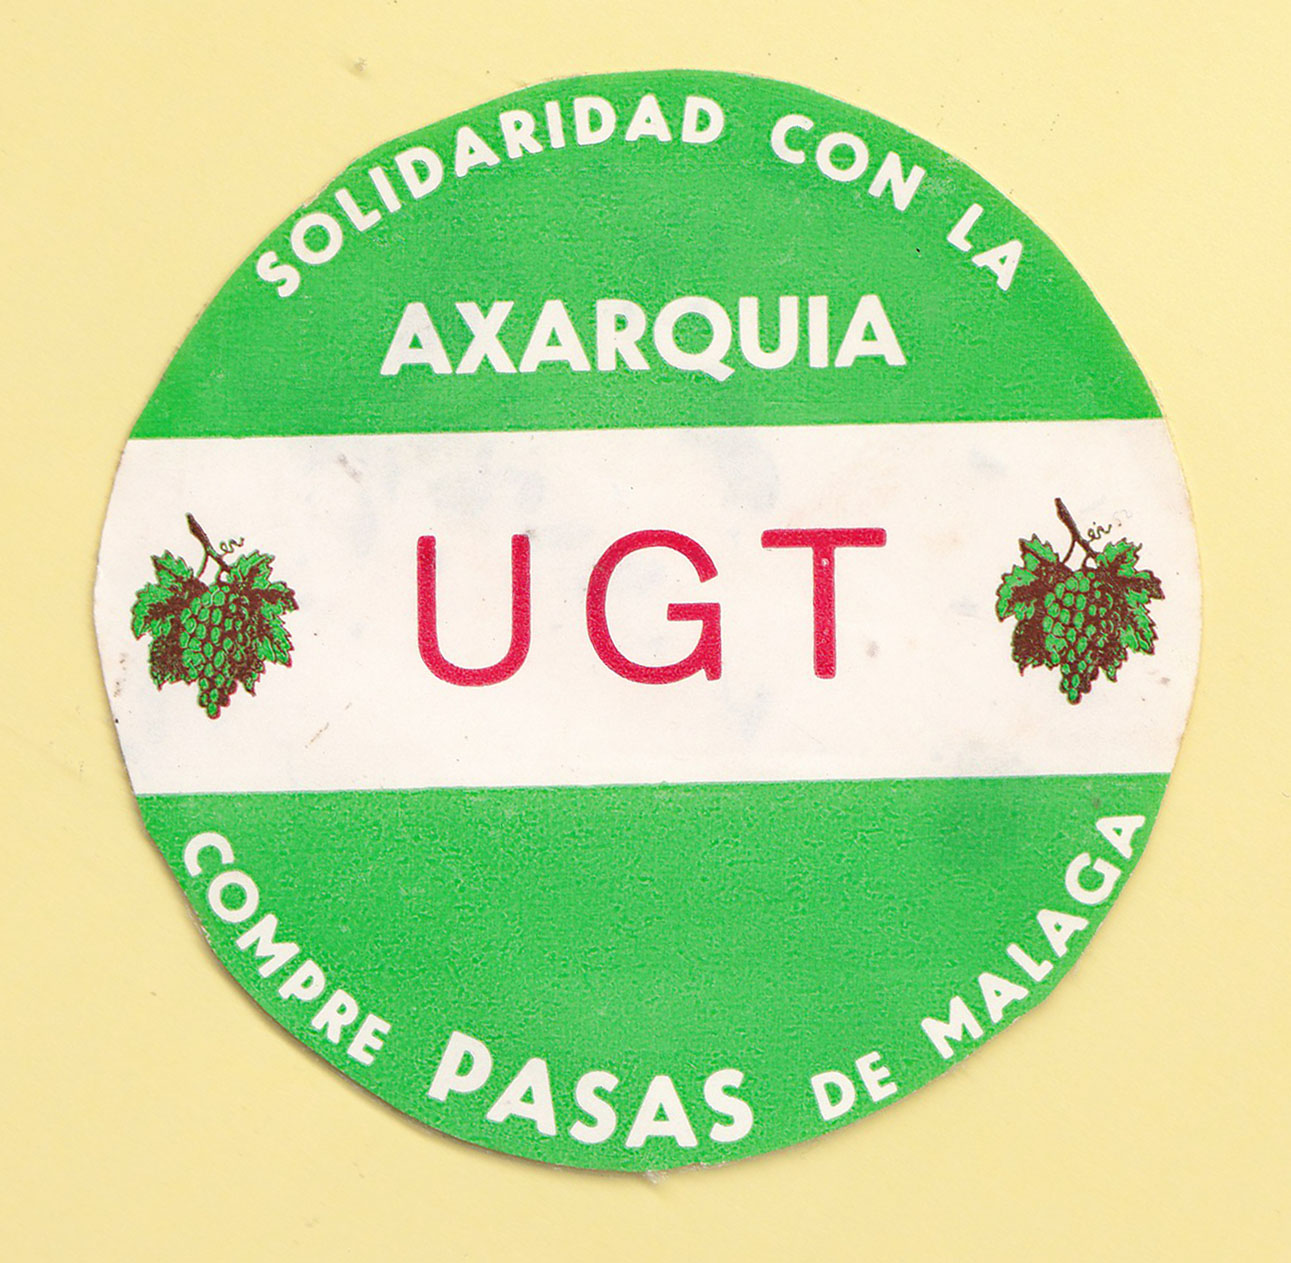 SOLIDARIDAD CON LA
AXARQUIA
UGT
COMPRE PASAS DE MALAGA